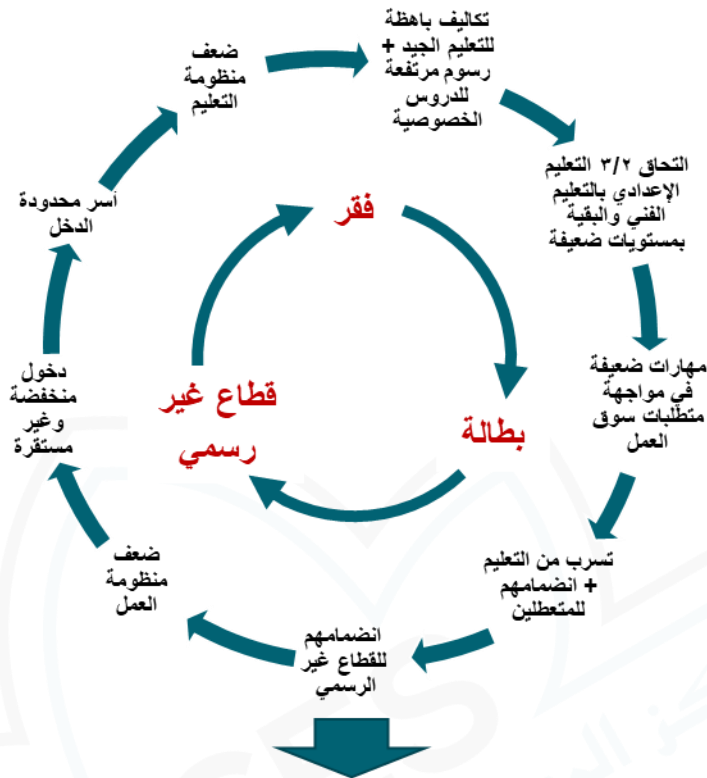 تكاليف باهظة
للتعليم الجيد +
رسوم مرتفعة
للدروس
الخصوصية
التحاق ٣/٢ التعليم
الإعدادي بالتعليم
الفني والبقية
بمستويات ضعيفة
مهارات ضعيفة
في مواجهة
متطلبات سوق
العمل
تسرب من التعليم
+ انضمامهم
للمتعطلين
انضمامهم
للقطاع غير
الرسمي
ضعف
منظومة
العمل
دخول
منخفضة
وغير
مستقرة
أسر محدودة
الدخل
ضعف
منظومة
التعليم
فقر
بطالة
قطاع غير
رسمي